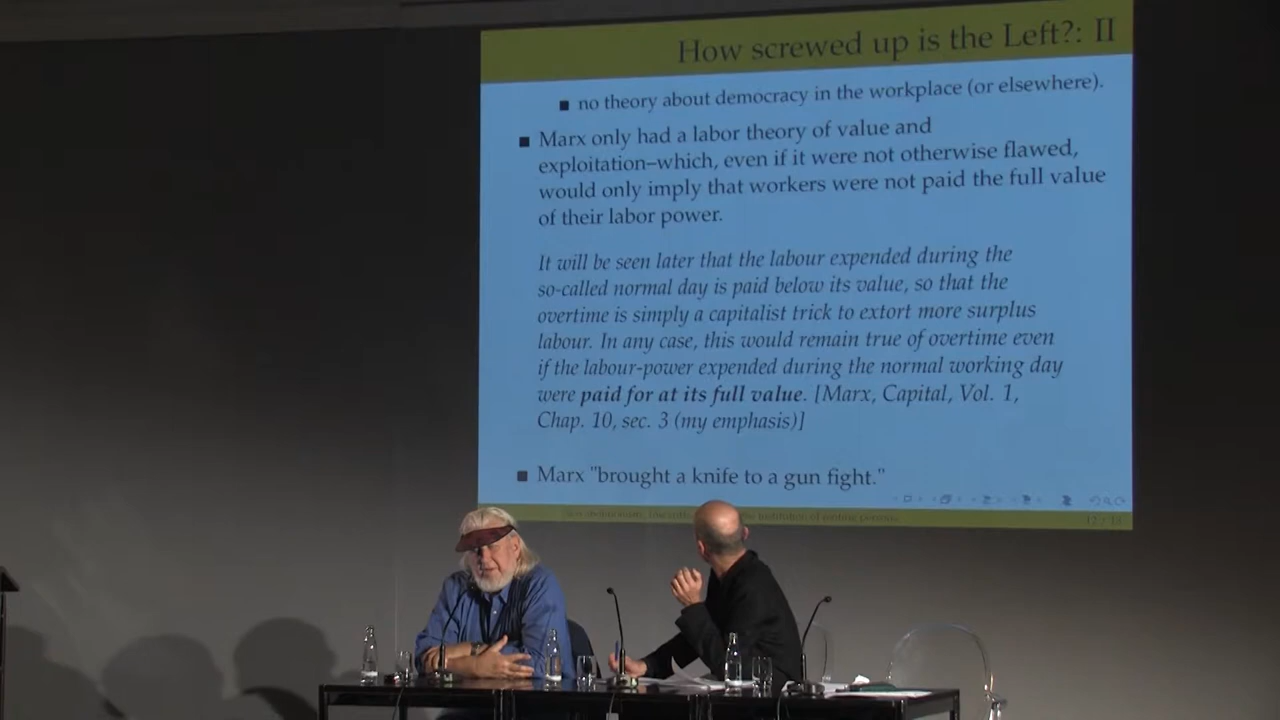 How screwed up is the Left?: II
no theory about democracy in the workplace (or elsewhere).
Marx only had a labor theory of value and
exploitation–which, even if it were not otherwise flawed,
would only imply that workers were not paid the full value
of their labor power.
It will be seen later that the labour expended during the
so-called normal day is paid below its value, so that the
overtime is simply a capitalist trick to extort more surplus
labour. In any case, this would remain true of overtime even
if the labour-power expended during the normal working day
were paid for at its full value. [Marx, Capital, Vol. 1,
Chap. 10, sec. 3 (my emphasis)]
Marx "brought a knife to a gun fight."
the institution of renting persons